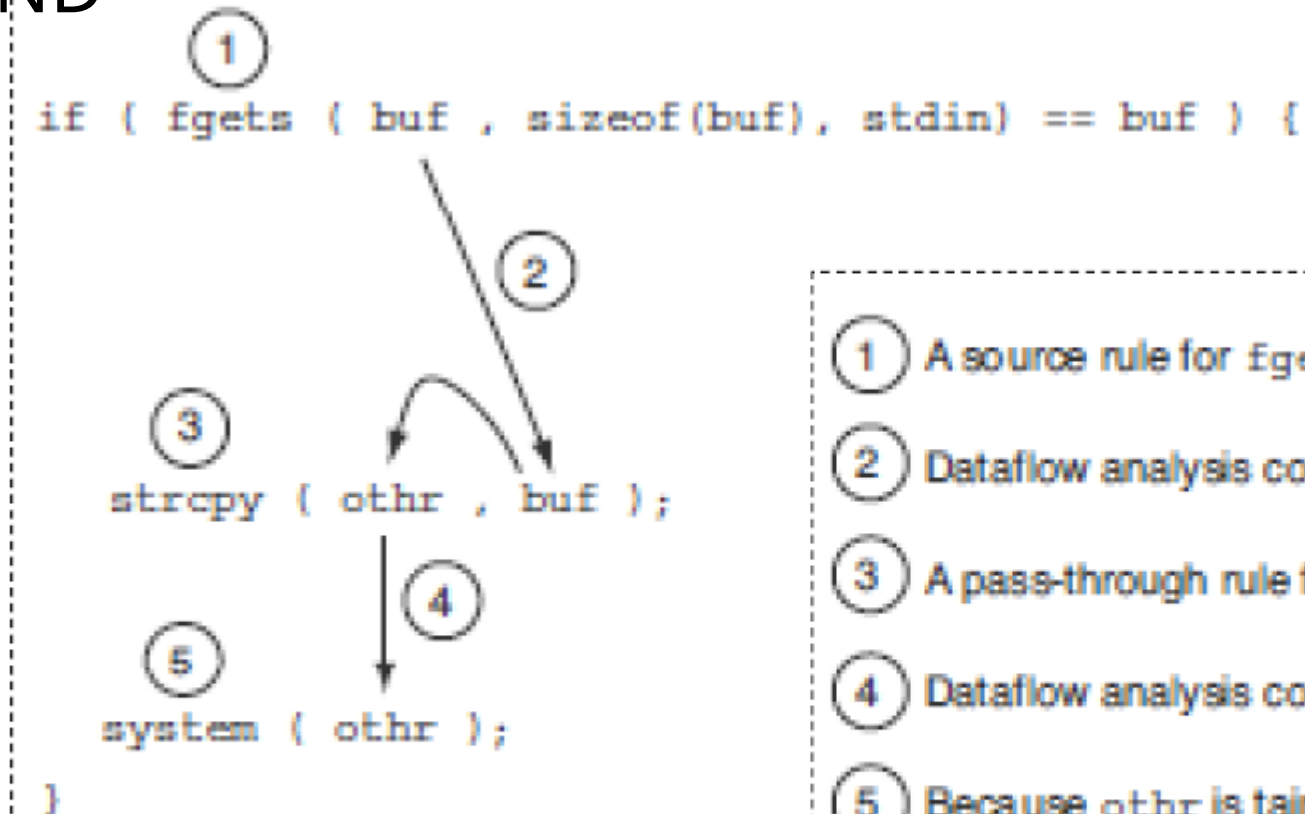 ND
1
if ( fgets ( buf , sizeof(buf), stdin) == buf ) {
2
1 A source rule for fge
2 Dataflow analysis co
3
strcpy ( othr , buf );
3 A pass-through rule f
4
4 Dataflow analysis co
5
system ( othr );
}
5 Because othr is tain